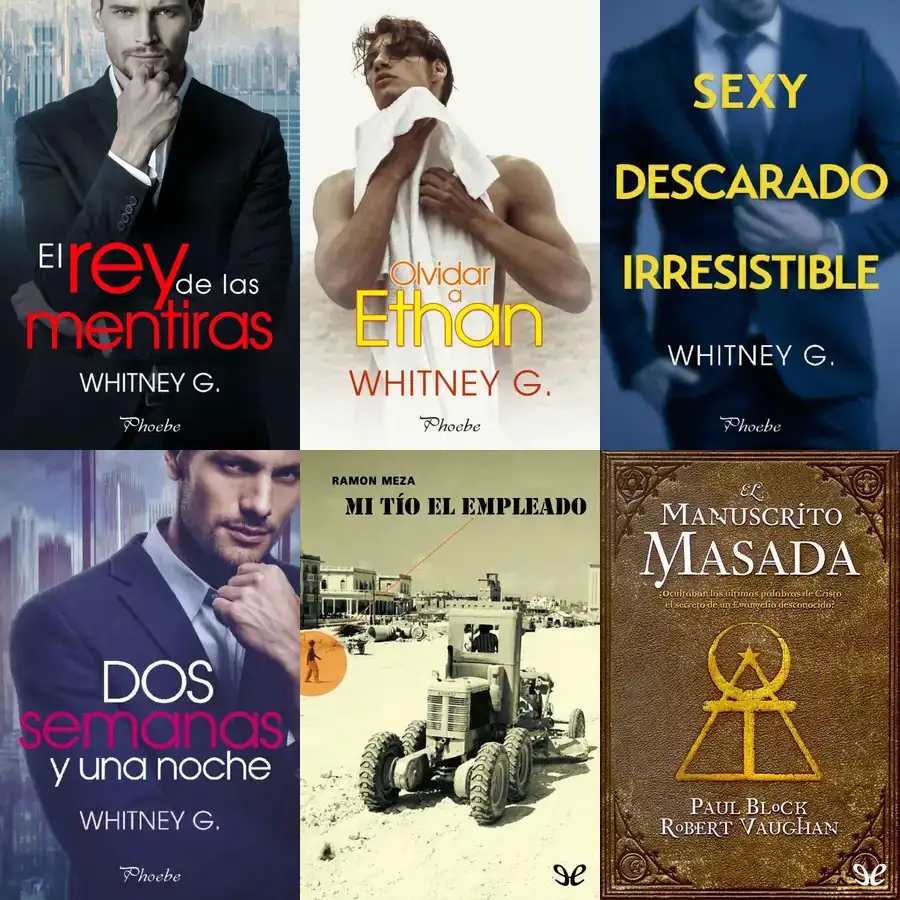 El rey de las
mentiras
WHITNEY G.
Phoebe
Olvidar
a
Ethan
WHITNEY G.
Phoebe
SEXY
DESCARADO
IRRESISTIBLE
WHITNEY G.
Phoebe
DOS
semanas
y una noche
WHITNEY G.
Phoebe
RAMON MEZA
MI TÍO EL EMPLEADO
EL
MANUSCRITO
MASADA
¿Ocultaban las últimas palabras de Cristo
el secreto de un Evangelio desconocido?
PAUL BLOCK
ROBERT VAUGHAN